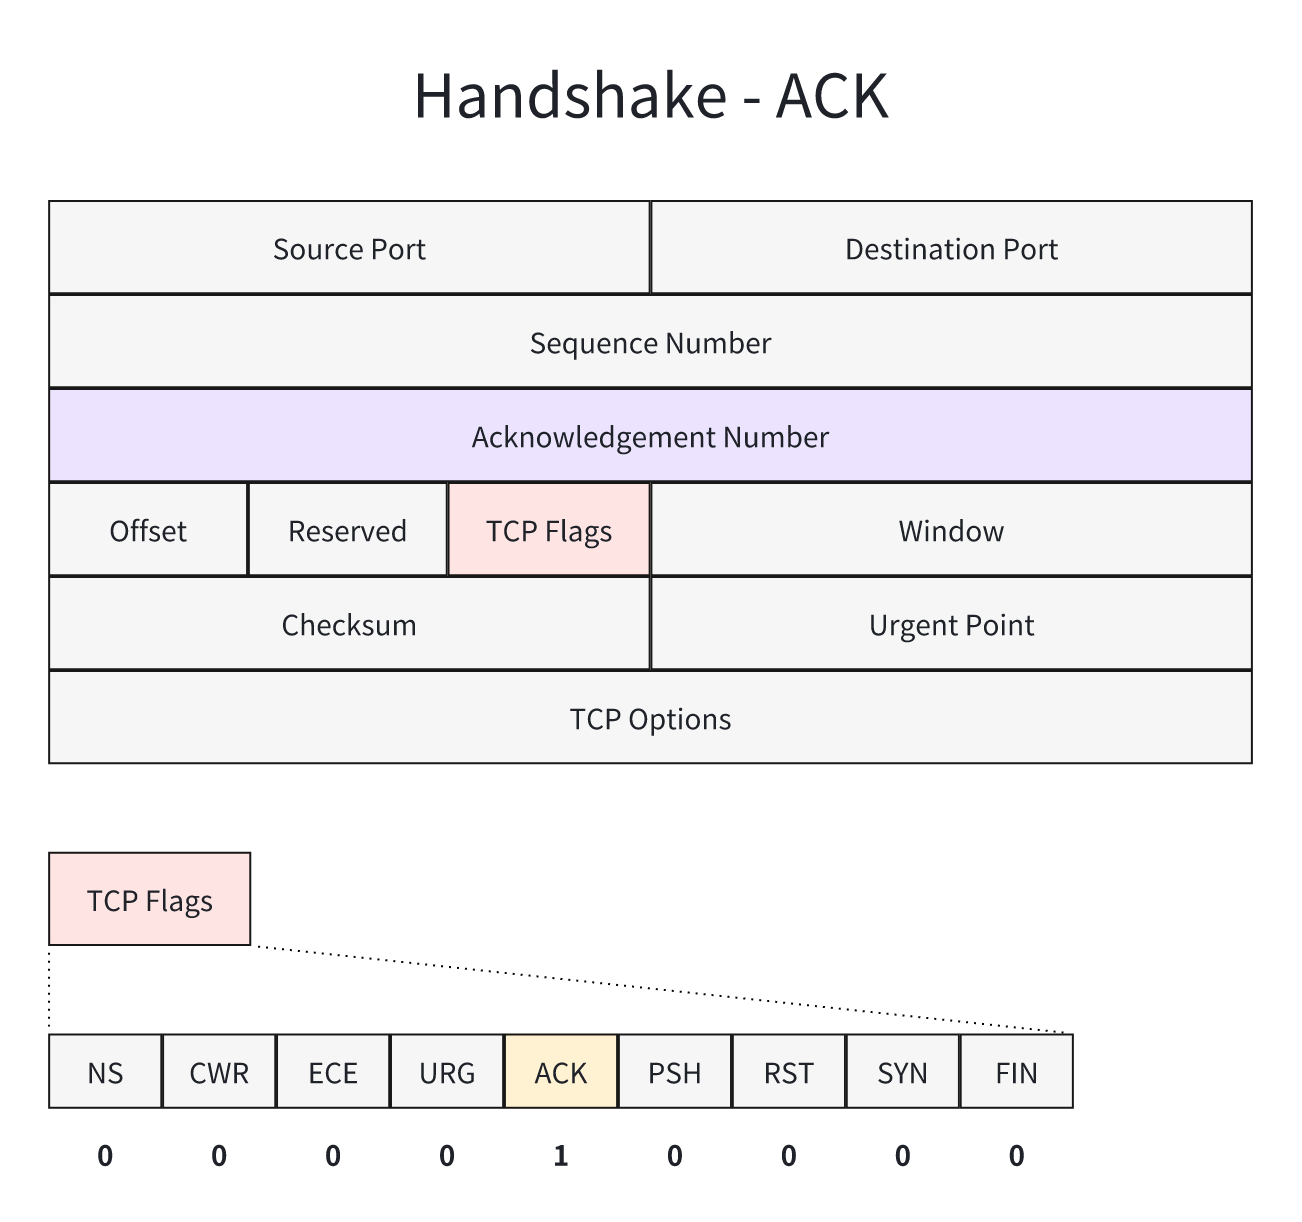 Handshake - ACK
Source Port Destination Port
Sequence Number
Acknowledgement Number
Offset Reserved TCP Flags Window
Checksum Urgent Point
TCP Options
TCP Flags
NS CWR ECE URG ACK PSH RST SYN FIN
0 0 0 0 1 0 0 0 0